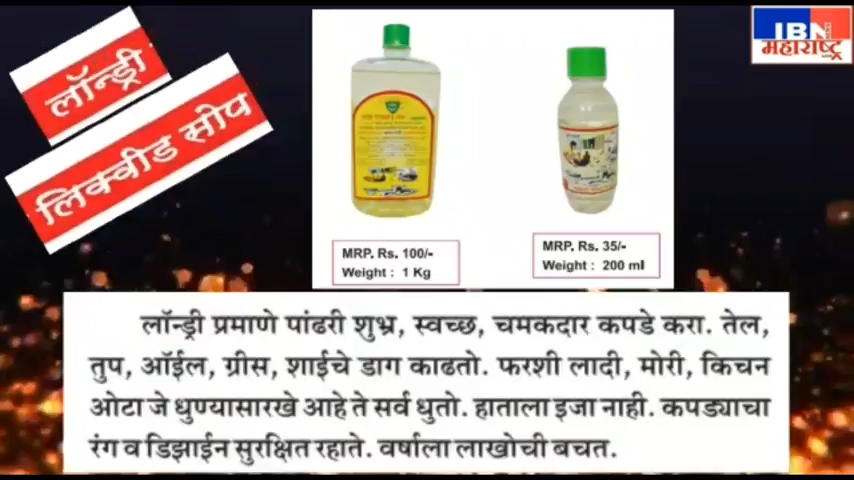 लॉन्ड्री
लिक्वीड सोप
IBN
महाराष्ट्र
MRP. Rs. 100/-
Weight : 1 Kg
MRP. Rs. 35/-
Weight : 200 ml
लॉन्ड्री प्रमाणे पांढरी शुभ्र, स्वच्छ, चमकदार कपडे करा. तेल,
तुप, ऑईल, ग्रीस, शाईचे डाग काढतो. फरशी लादी, मोरी, किचन
ओटा जे धुण्यासारखे आहे ते सर्व धुतो. हाताला इजा नाही. कपड्याचा
रंग व डिझाईन सुरक्षित रहाते. वर्षाला लाखोची बचत.